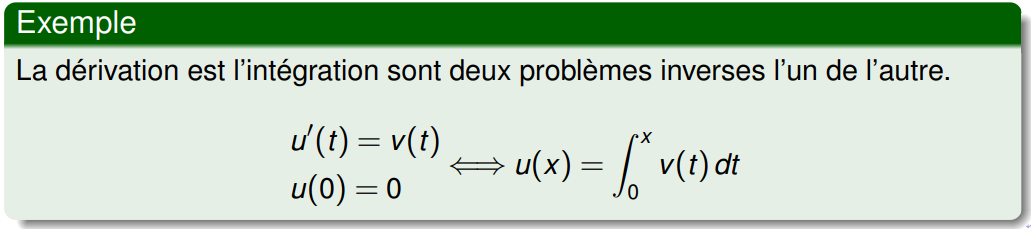 Exemple
La dérivation est l'intégration sont deux problèmes inverses l'un de l'autre.
u′(t) = v(t)
u(0) = 0
⟺ u(x) = ∫₀ˣ v(t) dt